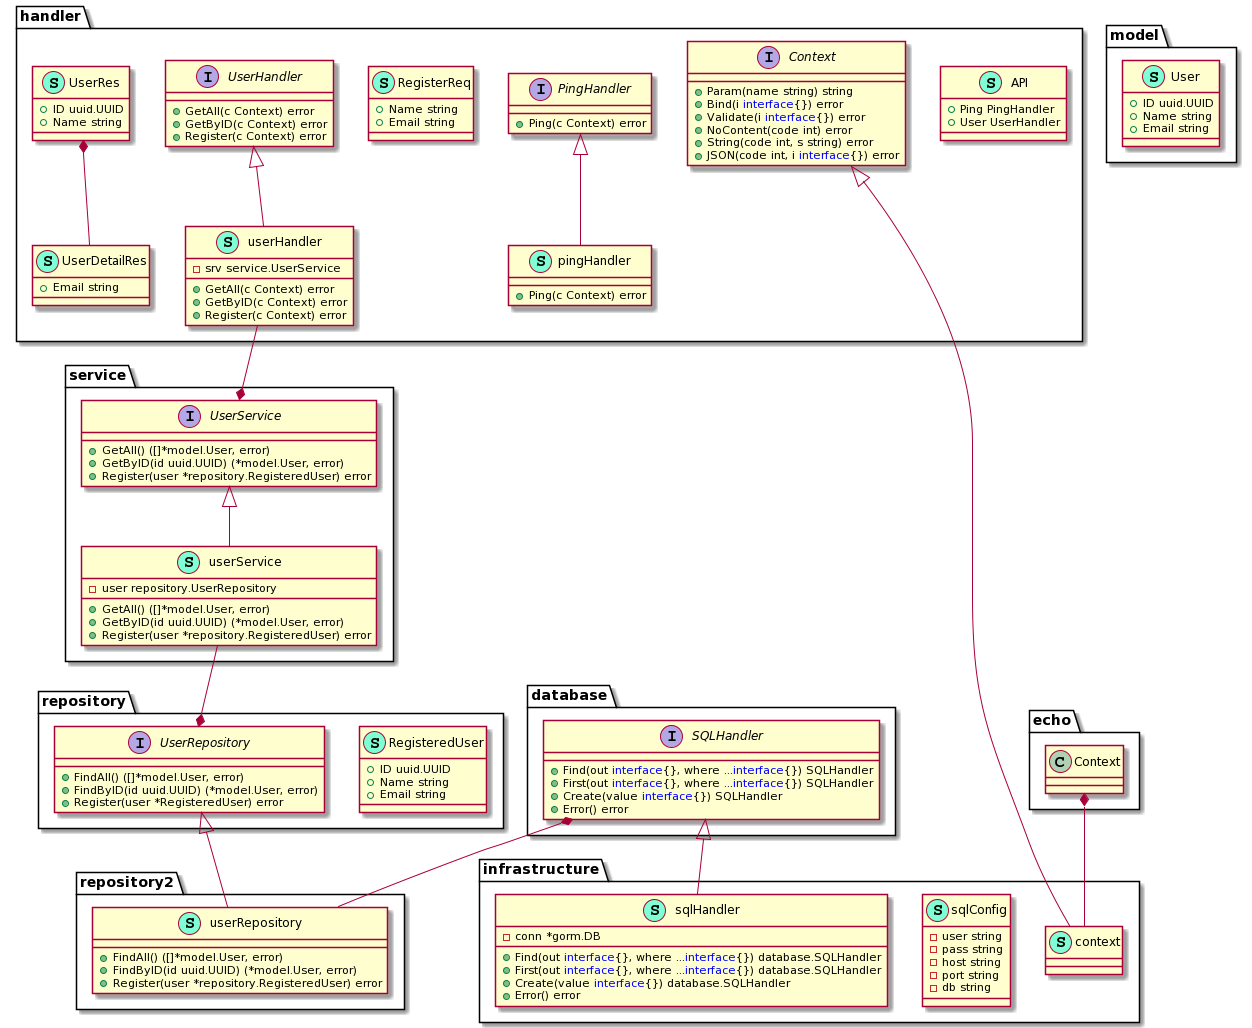 handler
S UserRes
ID uuid.UUID
Name string
I UserHandler
GetAll(c Context) error
GetByID(c Context) error
Register(c Context) error
S RegisterReq
Name string
Email string
I PingHandler
Ping(c Context) error
I Context
Param(name string) string
Bind(i interface{}) error
Validate(i interface{}) error
NoContent(code int) error
String(code int, s string) error
JSON(code int, i interface{}) error
S API
Ping PingHandler
User UserHandler
model
S User
ID uuid.UUID
Name string
Email string
S UserDetailRes
Email string
S userHandler
srv service.UserService
GetAll(c Context) error
GetByID(c Context) error
Register(c Context) error
S pingHandler
Ping(c Context) error
service
I UserService
GetAll() ([]*model.User, error)
GetByID(id uuid.UUID) (*model.User, error)
Register(user *repository.RegisteredUser) error
S userService
user repository.UserRepository
GetAll() ([]*model.User, error)
GetByID(id uuid.UUID) (*model.User, error)
Register(user *repository.RegisteredUser) error
repository
I UserRepository
FindAll() ([]*model.User, error)
FindByID(id uuid.UUID) (*model.User, error)
Register(user *RegisteredUser) error
S RegisteredUser
ID uuid.UUID
Name string
Email string
database
I SQLHandler
Find(out interface{}, where ...interface{}) SQLHandler
First(out interface{}, where ...interface{}) SQLHandler
Create(value interface{}) SQLHandler
Error() error
echo
C Context
repository2
S userRepository
FindAll() ([]*model.User, error)
FindByID(id uuid.UUID) (*model.User, error)
Register(user *repository.RegisteredUser) error
infrastructure
S sqlHandler
conn *gorm.DB
Find(out interface{}, where ...interface{}) database.SQLHandler
First(out interface{}, where ...interface{}) database.SQLHandler
Create(value interface{}) database.SQLHandler
Error() error
S sqlConfig
user string
pass string
host string
port string
db string
S context